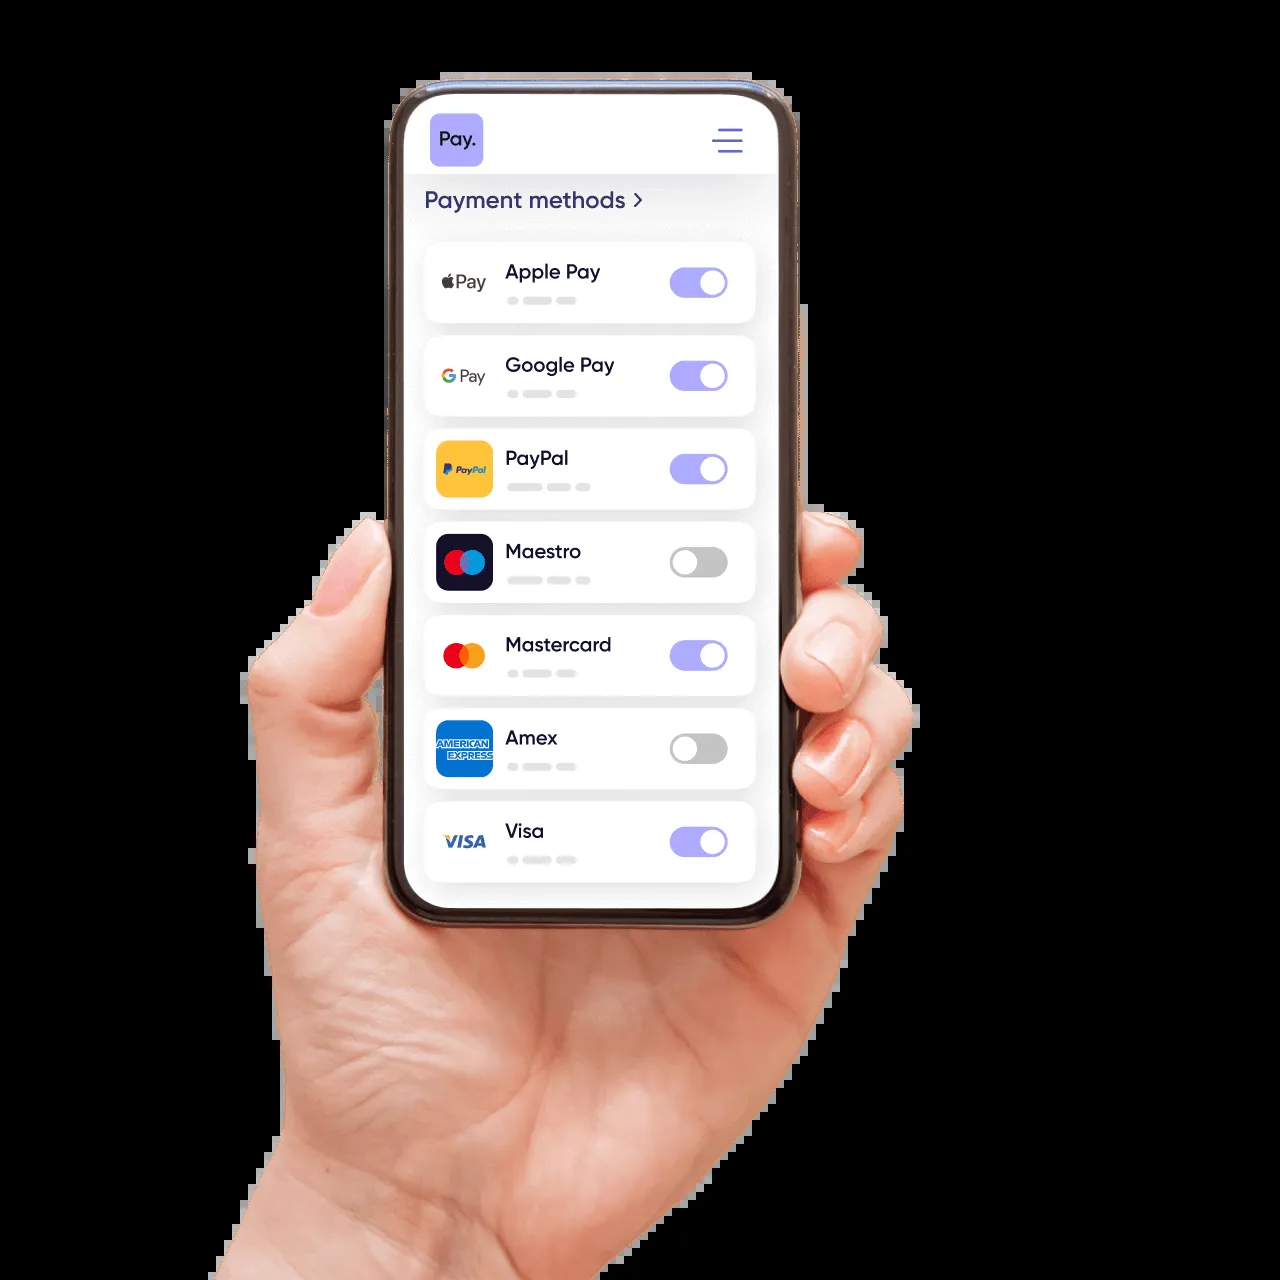 Pay.
Payment methods >
Pay Apple Pay
G Pay Google Pay
PayPal PayPal
Maestro
Mastercard
AMERICAN EXPRESS Amex
VISA Visa